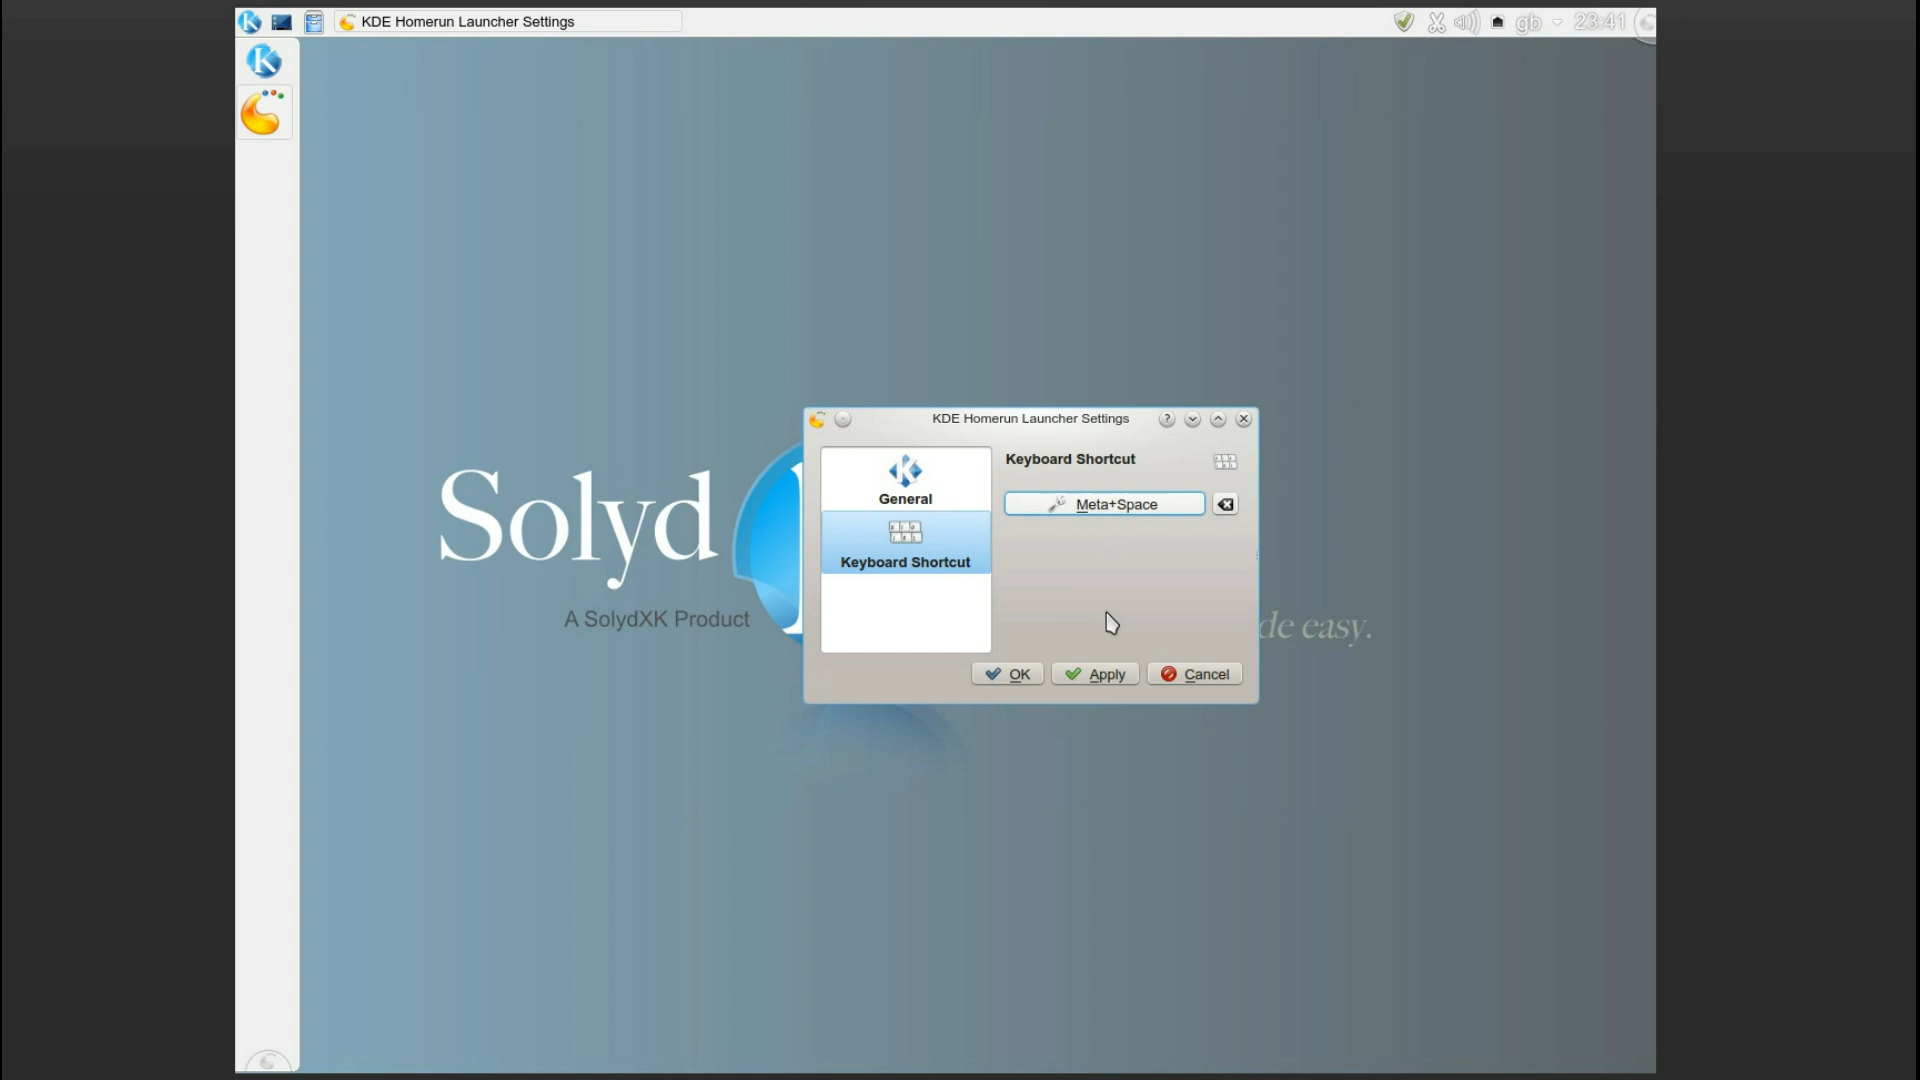 KDE Homerun Launcher Settings
gb 23:41
KDE Homerun Launcher Settings
General
Keyboard Shortcut
Keyboard Shortcut
Meta+Space
OK Apply Cancel
Solyd
A SolydXK Product
de easy.